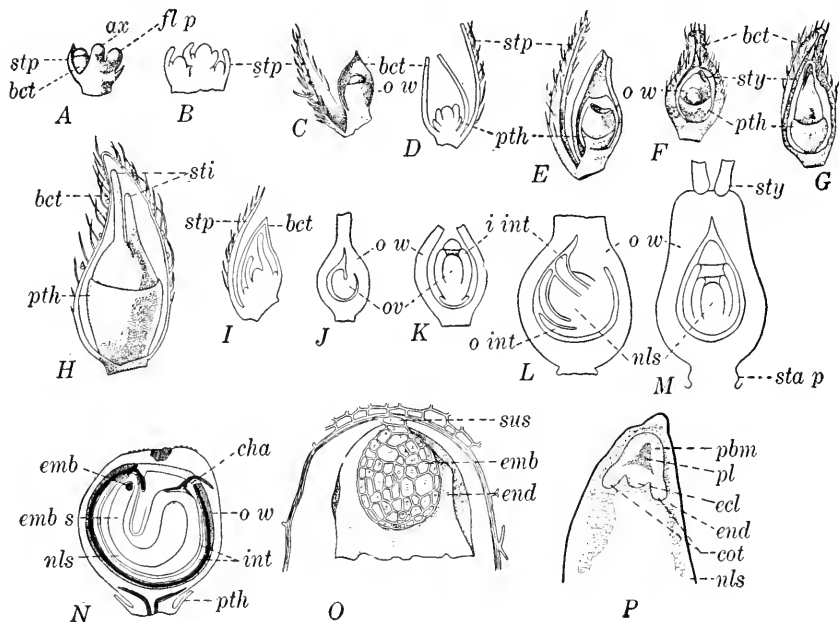 ax fl p
stp
bct
A B
stp bct o w
C
stp
pth
D
o w
E
bct
sty
pth
F G
sti
bct
pth
H
stp bct
I
o w
ov
J K
i int o w
o int nls
L
sty
M sta p
emb cha
emb s o w
nls int
pth
N
sus
emb
end
O
pbm
pl
ecl
end
cot
nls
P